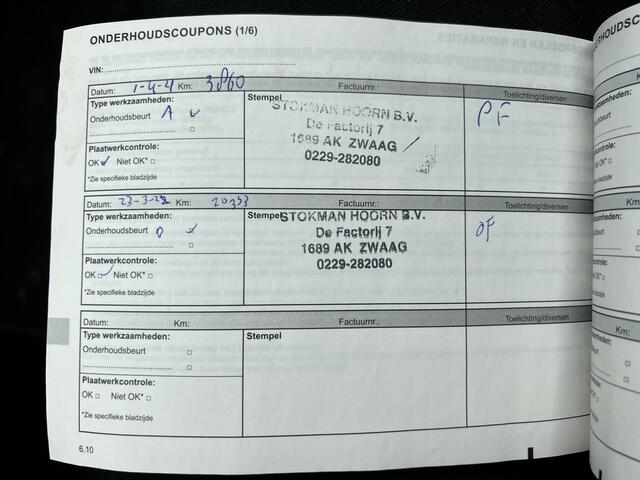 ONDERHOUDSCOUPONS (1/6)
VIN:
Datum: 1-4-4 Km: 3860 Factuurnr.: Toelichting/diversen
Type werkzaamheden: Stempel
Onderhoudsbeurt A
STOKMAN HOORN B.V. PF
De Factorij 7
1689 AK ZWAAG
0229-282080
Plaatwerkcontrole:
OK Niet OK*
*Zie specifieke bladzijde
Datum: 23-3-22 Km: 20333 Factuurnr.: Toelichting/diversen
Type werkzaamheden: Stempel
Onderhoudsbeurt
STOKMAN HOORN B.V.
De Factorij 7
1689 AK ZWAAG
0229-282080
Plaatwerkcontrole:
OK Niet OK*
*Zie specifieke bladzijde
Datum: Km: Factuurnr.: Toelichting/diversen
Type werkzaamheden: Stempel
Onderhoudsbeurt
Plaatwerkcontrole:
OK Niet OK*
*Zie specifieke bladzijde
6.10